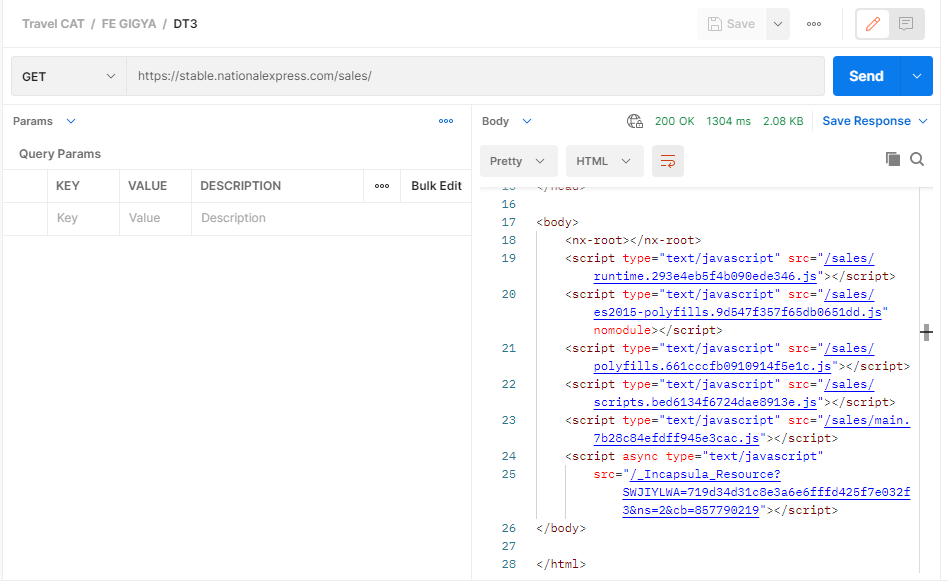 Travel CAT / FE GIGYA / DT3
Save
GET
https://stable.nationalexpress.com/sales/
Send
Params
Query Params
KEY VALUE DESCRIPTION Bulk Edit
Key Value Description
Body
200 OK 1304 ms 2.08 KB Save Response
Pretty HTML
15 </head>
16
17 <body>
18 <nx-root></nx-root>
19 <script type="text/javascript" src="/sales/
runtime.293e4eb5f4b090ede346.js"></script>
20 <script type="text/javascript" src="/sales/
es2015-polyfills.9d547f357f65db0651dd.js"
nomodule></script>
21 <script type="text/javascript" src="/sales/
polyfills.661cccfb0910914f5e1c.js"></script>
22 <script type="text/javascript" src="/sales/
scripts.bed6134f6724dae8913e.js"></script>
23 <script type="text/javascript" src="/sales/main.
7b28c84efdff945e3cac.js"></script>
24 <script async type="text/javascript"
25 src="/_Incapsula_Resource?
SWJIYLWA=719d34d31c8e3a6e6fffd425f7e032f
3&ns=2&cb=857790219"></script>
26 </body>
27
28 </html>